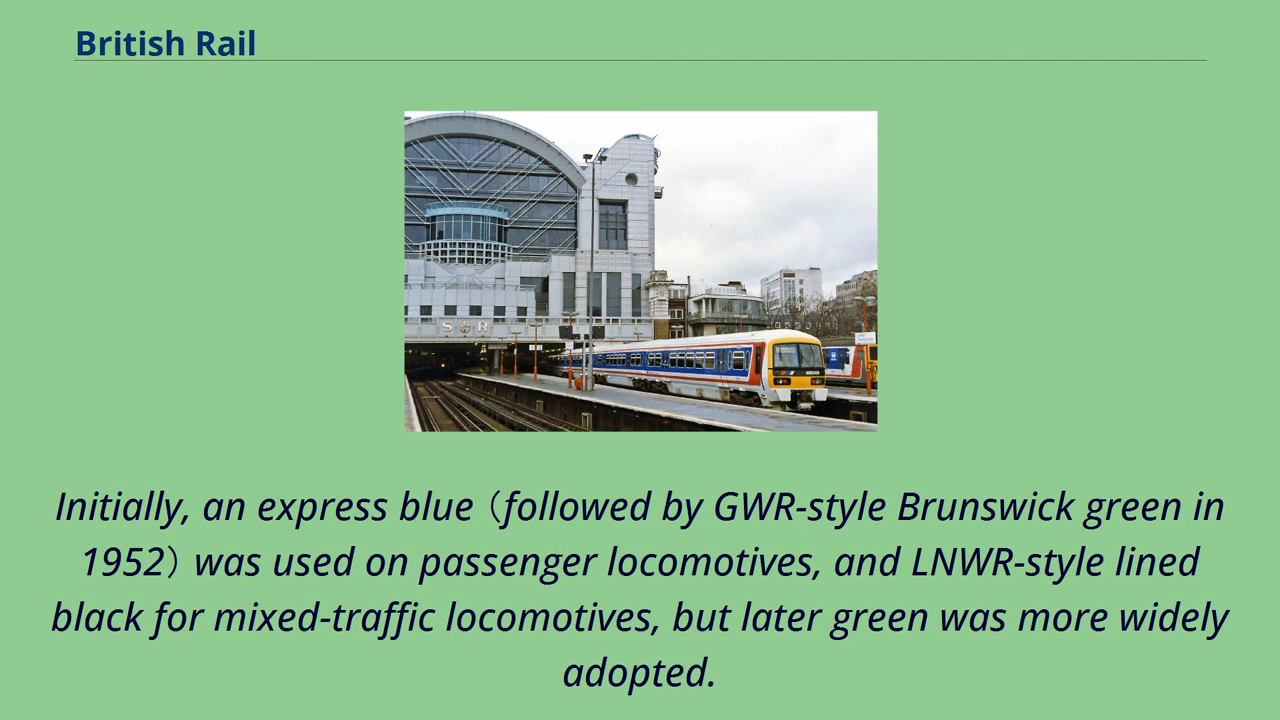 British Rail
S R
Initially, an express blue (followed by GWR-style Brunswick green in
1952) was used on passenger locomotives, and LNWR-style lined
black for mixed-traffic locomotives, but later green was more widely
adopted.